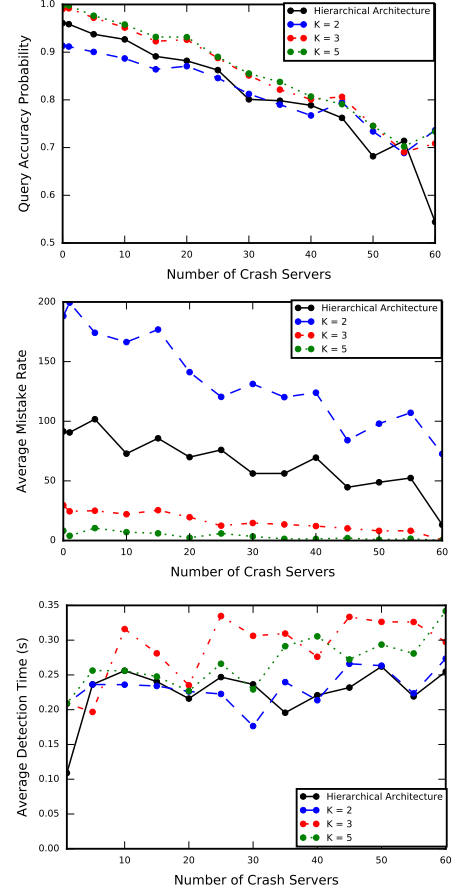 1.0
0.9
0.8
0.7
0.6
0.5
Query Accuracy Probability
0 10 20 30 40 50 60
Number of Crash Servers
Hierarchical Architecture
K = 2
K = 3
K = 5
200
150
100
50
0
Average Mistake Rate
0 10 20 30 40 50 60
Number of Crash Servers
Hierarchical Architecture
K = 2
K = 3
K = 5
0.35
0.30
0.25
0.20
0.15
0.10
0.05
0.00
Average Detection Time (s)
10 20 30 40 50 60
Number of Crash Servers
Hierarchical Architecture
K = 2
K = 3
K = 5